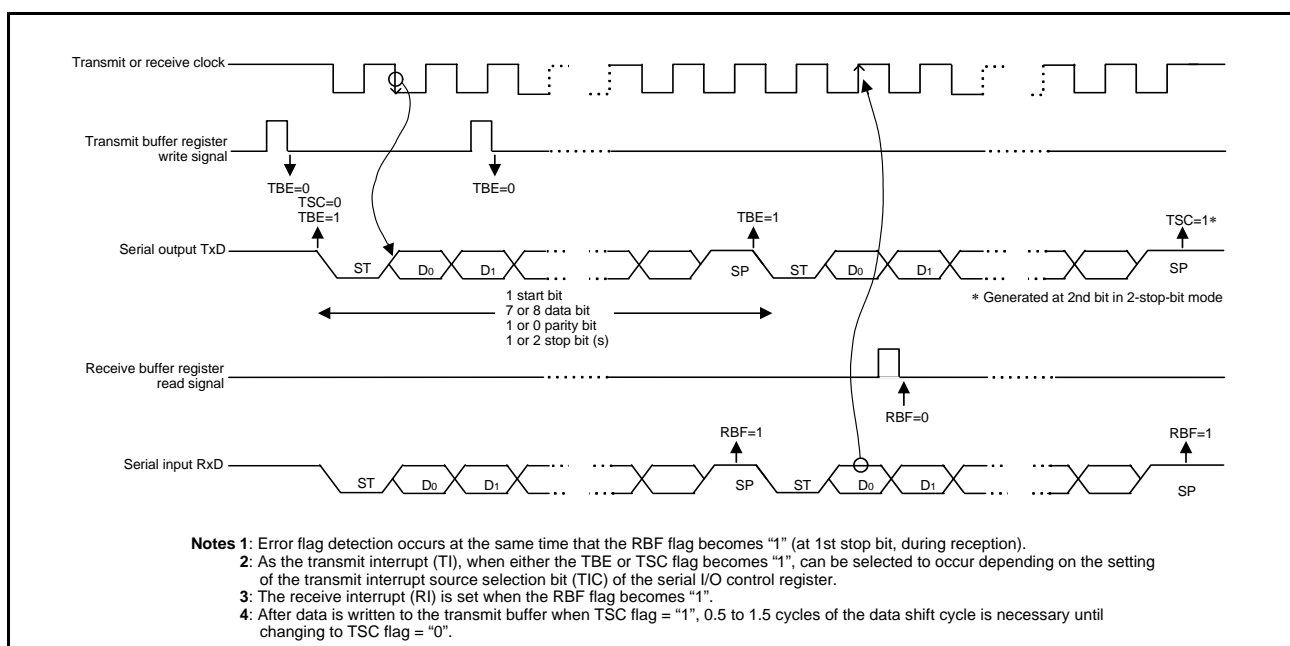 Transmit or receive clock
Transmit buffer register
write signal
TBE=0
TSC=0
TBE=1
TBE=0
TBE=1
TSC=1*
Serial output TxD
ST
D0
D1
SP
ST
D0
D1
SP
1 start bit
7 or 8 data bit
1 or 0 parity bit
1 or 2 stop bit (s)
* Generated at 2nd bit in 2-stop-bit mode
Receive buffer register
read signal
RBF=0
RBF=1
RBF=1
Serial input RxD
ST
D0
D1
SP
ST
D0
D1
SP
Notes 1: Error flag detection occurs at the same time that the RBF flag becomes “1” (at 1st stop bit, during reception).
2: As the transmit interrupt (TI), when either the TBE or TSC flag becomes “1”, can be selected to occur depending on the setting
of the transmit interrupt source selection bit (TIC) of the serial I/O control register.
3: The receive interrupt (RI) is set when the RBF flag becomes “1”.
4: After data is written to the transmit buffer when TSC flag = “1”, 0.5 to 1.5 cycles of the data shift cycle is necessary until
changing to TSC flag = “0”.